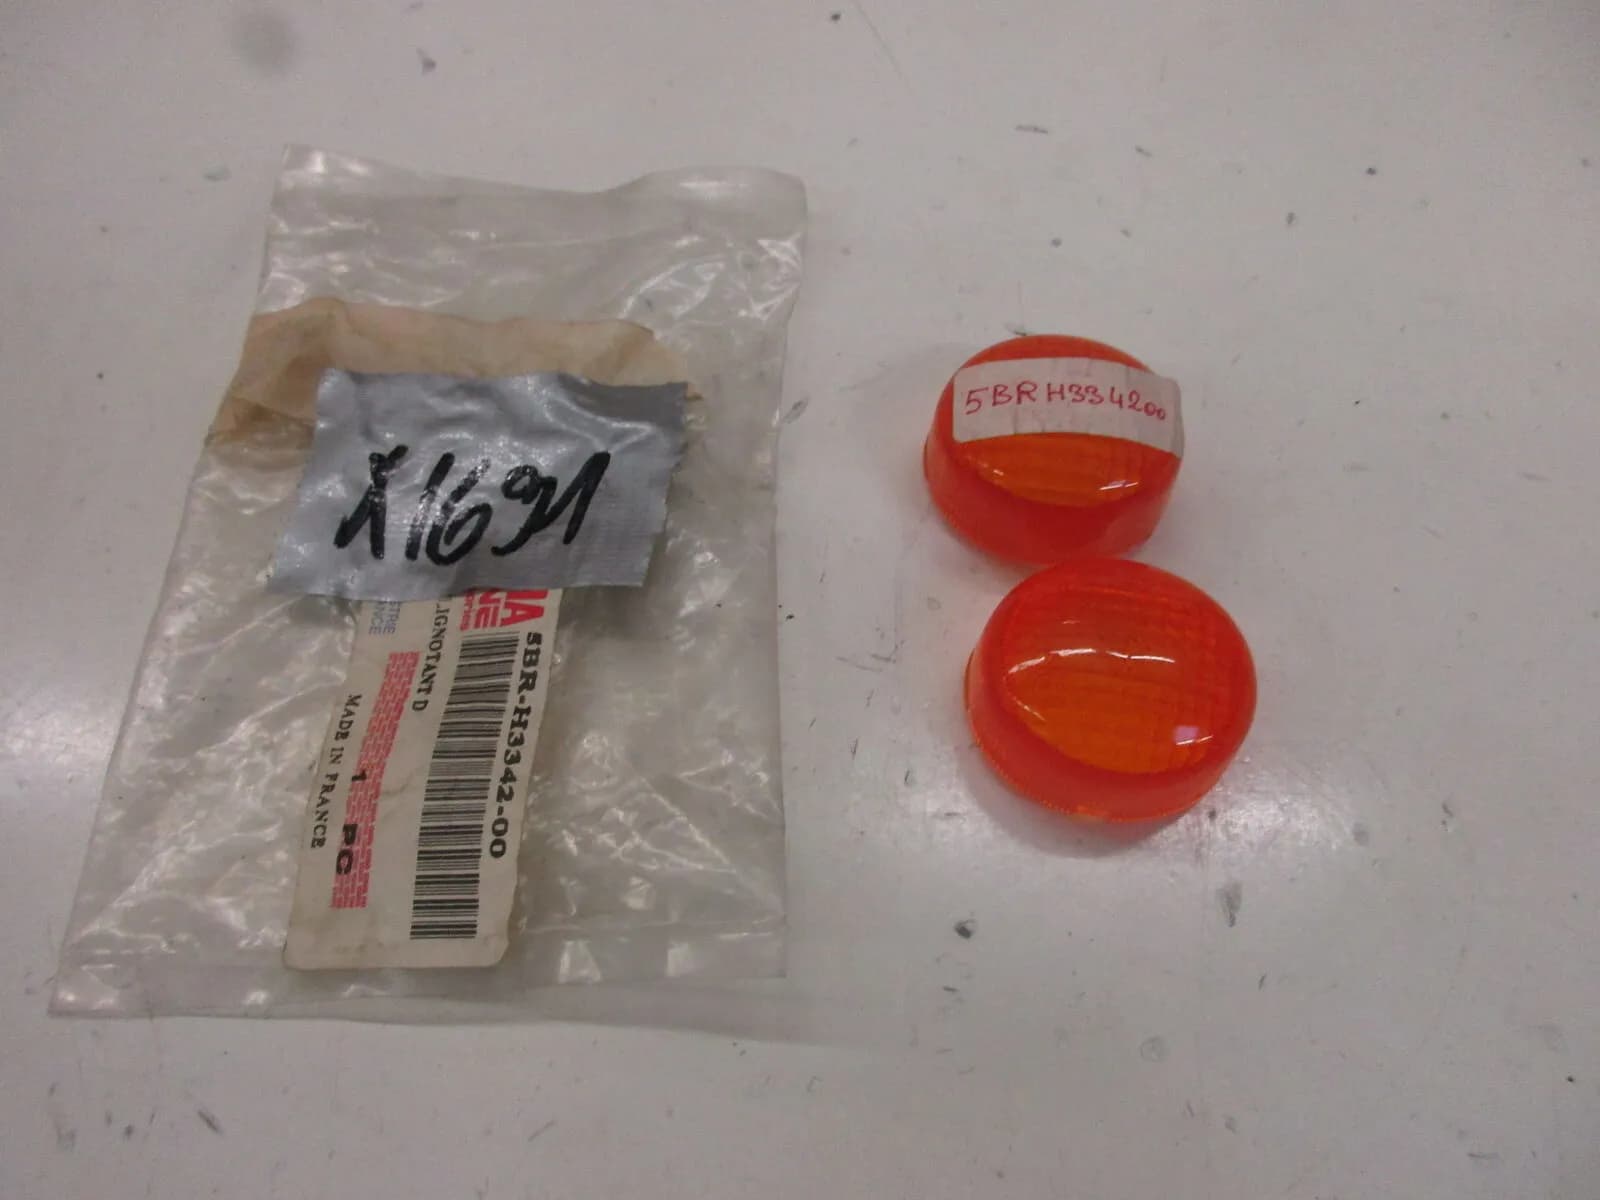 X1691
5BR-H3342-00
LIGNOTANT D
1 PC
MADE IN FRANCE
5BRH334200